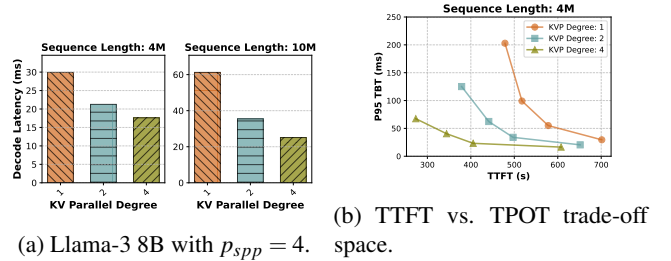 Sequence Length: 4M
Decode Latency (ms)
30
25
20
15
10
5
0
1
2
4
KV Parallel Degree
Sequence Length: 10M
60
40
20
0
1
2
4
KV Parallel Degree
(a) Llama-3 8B with p_spp = 4.
Sequence Length: 4M
P95 TBT (ms)
250
200
150
100
50
0
KVP Degree: 1
KVP Degree: 2
KVP Degree: 4
300
400
500
600
700
TTFT (s)
(b) TTFT vs. TPOT trade-off
space.